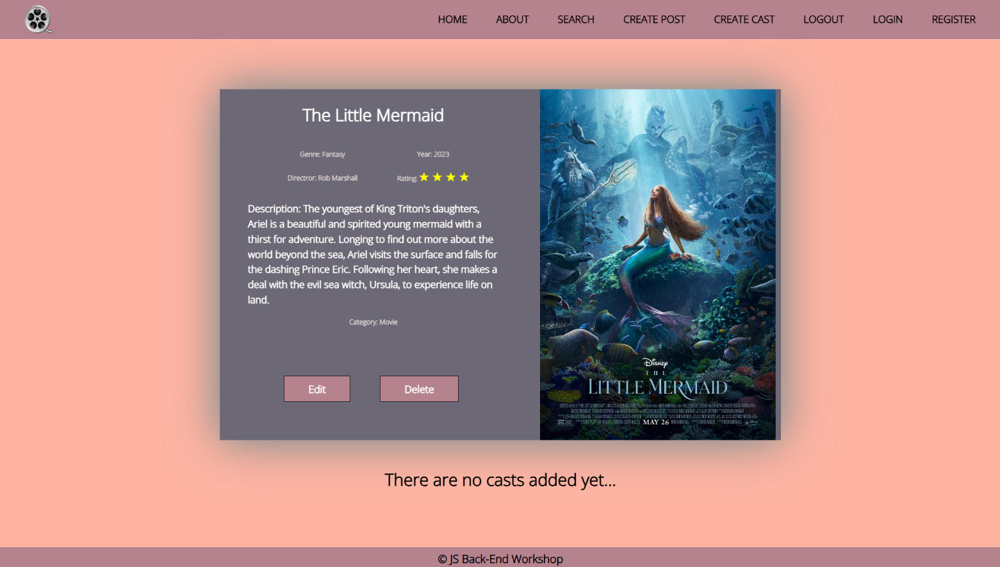 HOME ABOUT SEARCH CREATE POST CREATE CAST LOGOUT LOGIN REGISTER
The Little Mermaid
Genre: Fantasy Year: 2023
Directror: Rob Marshall Rating: ★ ★ ★ ★
Description: The youngest of King Triton's daughters,
Ariel is a beautiful and spirited young mermaid with a
thirst for adventure. Longing to find out more about the
world beyond the sea, Ariel visits the surface and falls for
the dashing Prince Eric. Following her heart, she makes a
deal with the evil sea witch, Ursula, to experience life on
land.
Category: Movie
Edit Delete
DISNEY
THE
LITTLE MERMAID
MAY 26
There are no casts added yet...
© JS Back-End Workshop